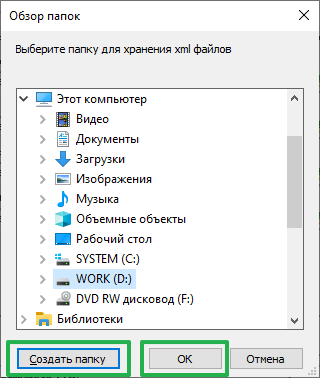 Обзор папок
Выберите папку для хранения xml файлов
Этот компьютер
Видео
Документы
Загрузки
Изображения
Музыка
Объемные объекты
Рабочий стол
SYSTEM (C:)
WORK (D:)
DVD RW дисковод (F:)
Библиотеки
Создать папку OK Отмена